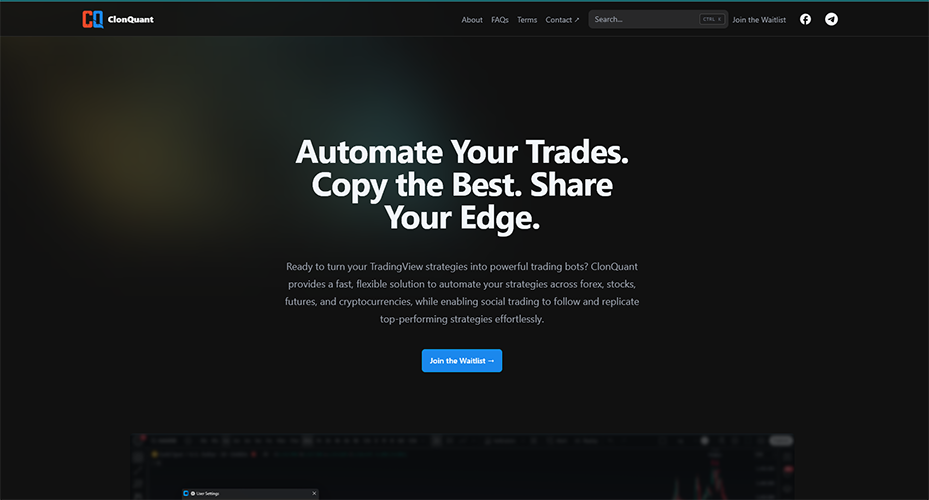 CQ ClonQuant
About FAQs Terms Contact ↗ Search... CTRL K Join the Waitlist
Automate Your Trades.
Copy the Best. Share
Your Edge.
Ready to turn your TradingView strategies into powerful trading bots? ClonQuant
provides a fast, flexible solution to automate your strategies across forex, stocks,
futures, and cryptocurrencies, while enabling social trading to follow and replicate
top-performing strategies effortlessly.
Join the Waitlist →
User Settings